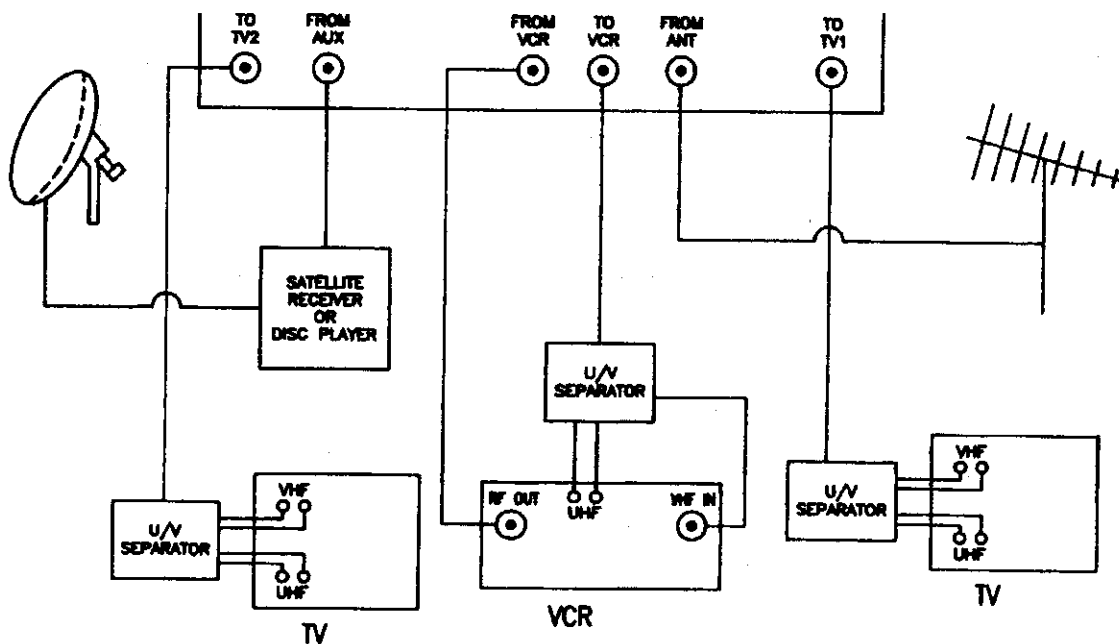 TO
TV2
FROM
AUX
FROM
VCR
TO
VCR
FROM
ANT
TO
TV1
SATELLITE
RECEIVER
OR
DISC PLAYER
U/V
SEPARATOR
U/V
SEPARATOR
VHF
UHF
TV
RF OUT
UHF
VHF IN
VCR
U/V
SEPARATOR
VHF
UHF
TV